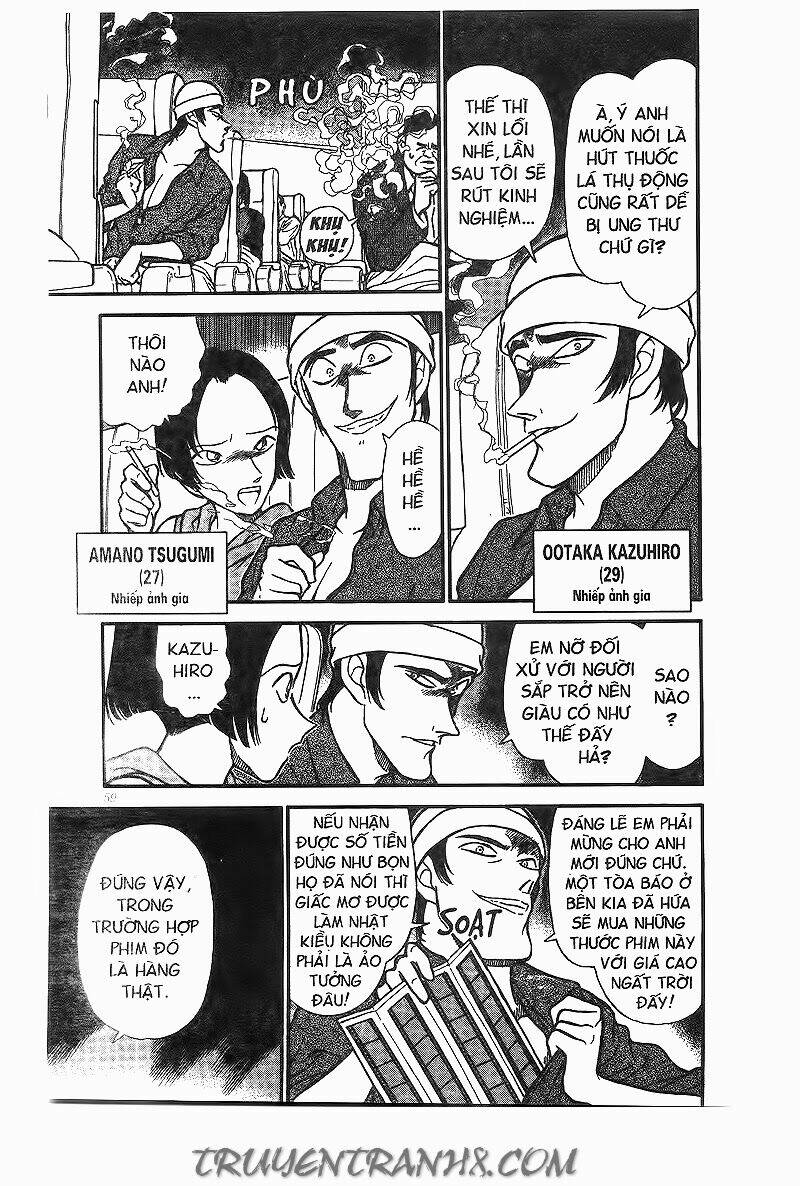 PHÙ
KHỤ
KHỤ!
À, Ý ANH
MUỐN NÓI LÀ
HÚT THUỐC
LÁ THỤ ĐỘNG
CŨNG RẤT DỄ
BỊ UNG THƯ
CHỨ GÌ?
THẾ THÌ
XIN LỖI
NHÉ, LẦN
SAU TÔI SẼ
RÚT KINH
NGHIỆM...
OOTAKA KAZUHIRO
(29)
Nhiếp ảnh gia
THÔI
NÀO
ANH!
HỀ
HỀ
HỀ
...
AMANO TSUGUMI
(27)
Nhiếp ảnh gia
KAZU-
HIRO
...
EM NỠ ĐỐI
XỬ VỚI NGƯỜI
SẮP TRỞ NÊN
GIÀU CÓ NHƯ
THẾ ĐẤY
HẢ?
SAO
NÀO
?
59
ĐÁNG LẼ EM PHẢI
MỪNG CHO ANH
MỚI ĐÚNG CHỨ.
MỘT TÒA BÁO Ở
BÊN KIA ĐÃ HỨA
SẼ MUA NHỮNG
THƯỚC PHIM NÀY
VỚI GIÁ CAO
NGẤT TRỜI
ĐẤY!
NẾU NHẬN
ĐƯỢC SỐ TIỀN
ĐÚNG NHƯ BỌN
HỌ ĐÃ NÓI THÌ
GIẤC MƠ ĐƯỢC
LÀM NHẬT
KIỀU KHÔNG
PHẢI LÀ ẢO
TƯỞNG
ĐÂU!
SOẠT
ĐÚNG VẬY,
TRONG
TRƯỜNG HỢP
PHIM ĐÓ
LÀ HÀNG
THẬT.
TRUYENTRANH8.COM